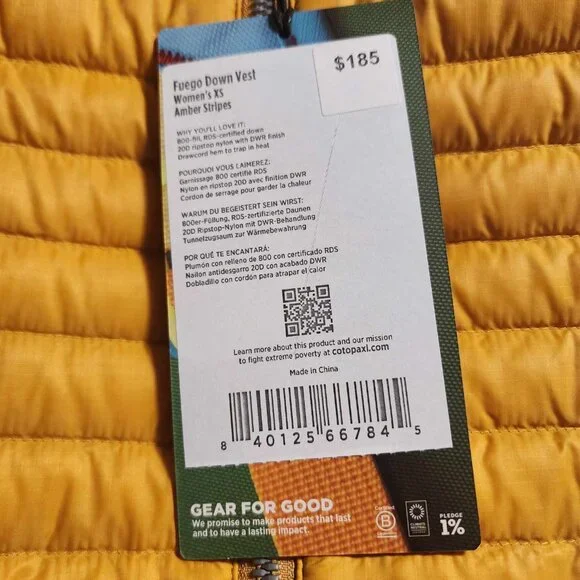 Fuego Down Vest
Women's XS
Amber Stripes
$185
WHY YOU'LL LOVE IT:
800-fill, RDS-certified down
20D ripstop nylon with DWR finish
Drawcord hem to trap in heat
POURQUOI VOUS L'AIMEREZ:
Garnissage 800 certifié RDS
Nylon en ripstop 20D avec finition DWR
Cordon de serrage pour garder la chaleur
WARUM DU BEGEISTERT SEIN WIRST:
800er-Füllung, RDS-zertifizierte Daunen
20D Ripstop-Nylon mit DWR-Behandlung
Tunnelzugsaum zur Wärmebewahrung
POR QUÉ TE ENCANTARÁ:
Plumón con relleno de 800 con certificado RDS
Nailon antidesgarro 20D con acabado DWR
Dobladillo con cordón para atrapar el calor
Learn more about this product and our mission
to fight extreme poverty at cotopaxi.com
Made in China
8 40125 66784 5
GEAR FOR GOOD
We promise to make products that last
and to have a lasting impact.
Certified
B
CLIMATE
NEUTRAL
PLEDGE
1%